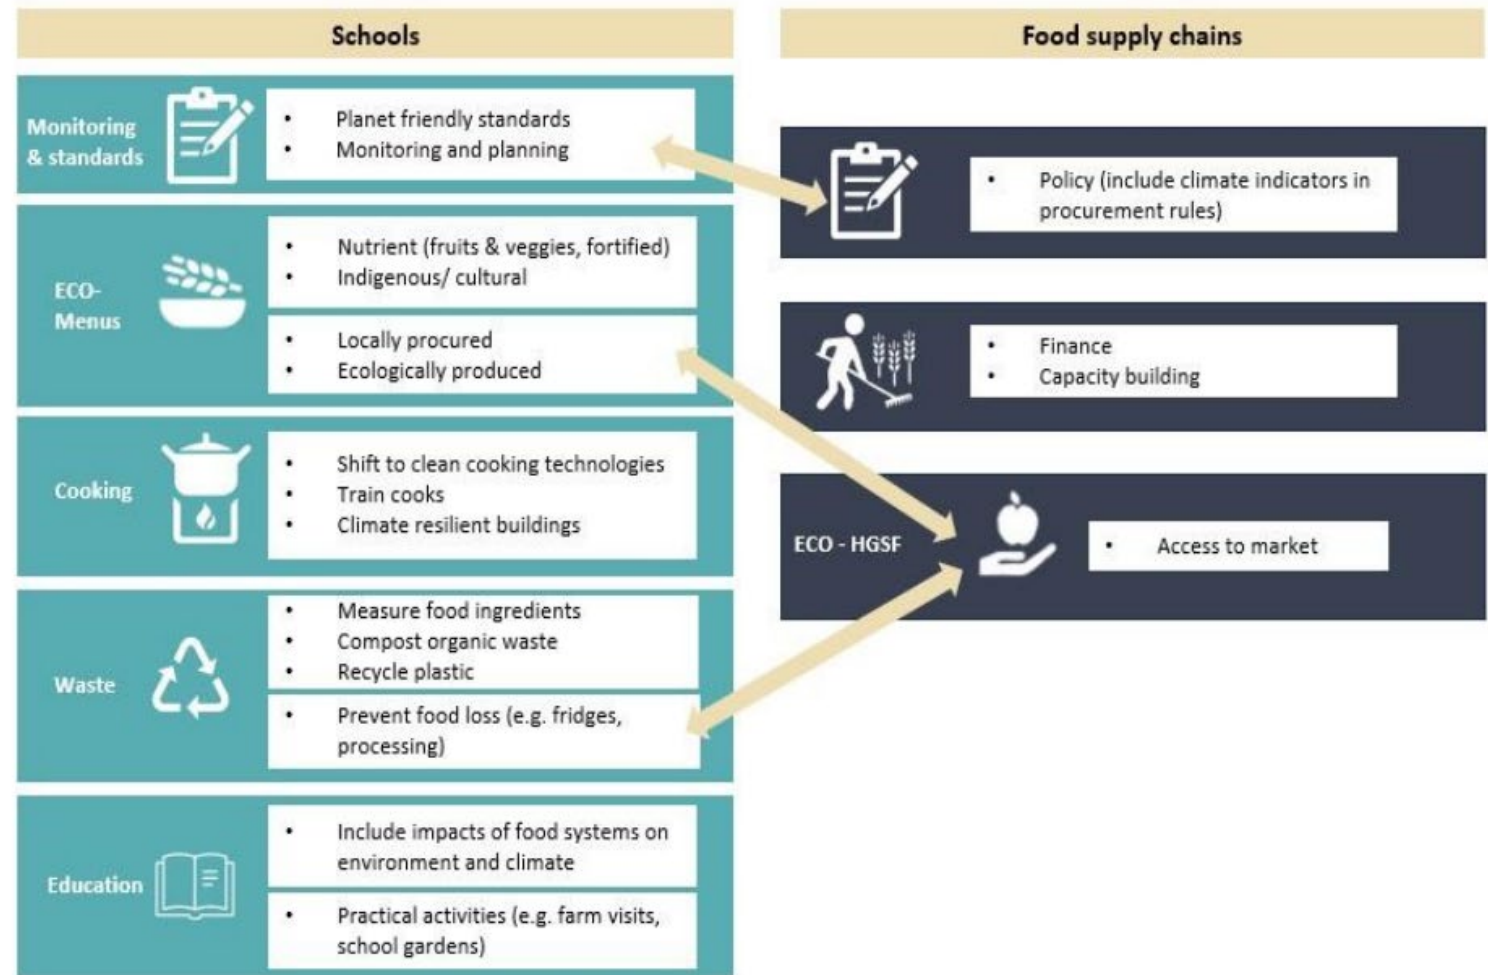 Schools
Monitoring
& standards
• Planet friendly standards
• Monitoring and planning
ECO-
Menus
• Nutrient (fruits & veggies, fortified)
• Indigenous/ cultural
• Locally procured
• Ecologically produced
Cooking
• Shift to clean cooking technologies
• Train cooks
• Climate resilient buildings
Waste
• Measure food ingredients
• Compost organic waste
• Recycle plastic
• Prevent food loss (e.g. fridges,
processing)
Education
• Include impacts of food systems on
environment and climate
• Practical activities (e.g. farm visits,
school gardens)
Food supply chains
• Policy (include climate indicators in
procurement rules)
• Finance
• Capacity building
ECO - HGSF
• Access to market